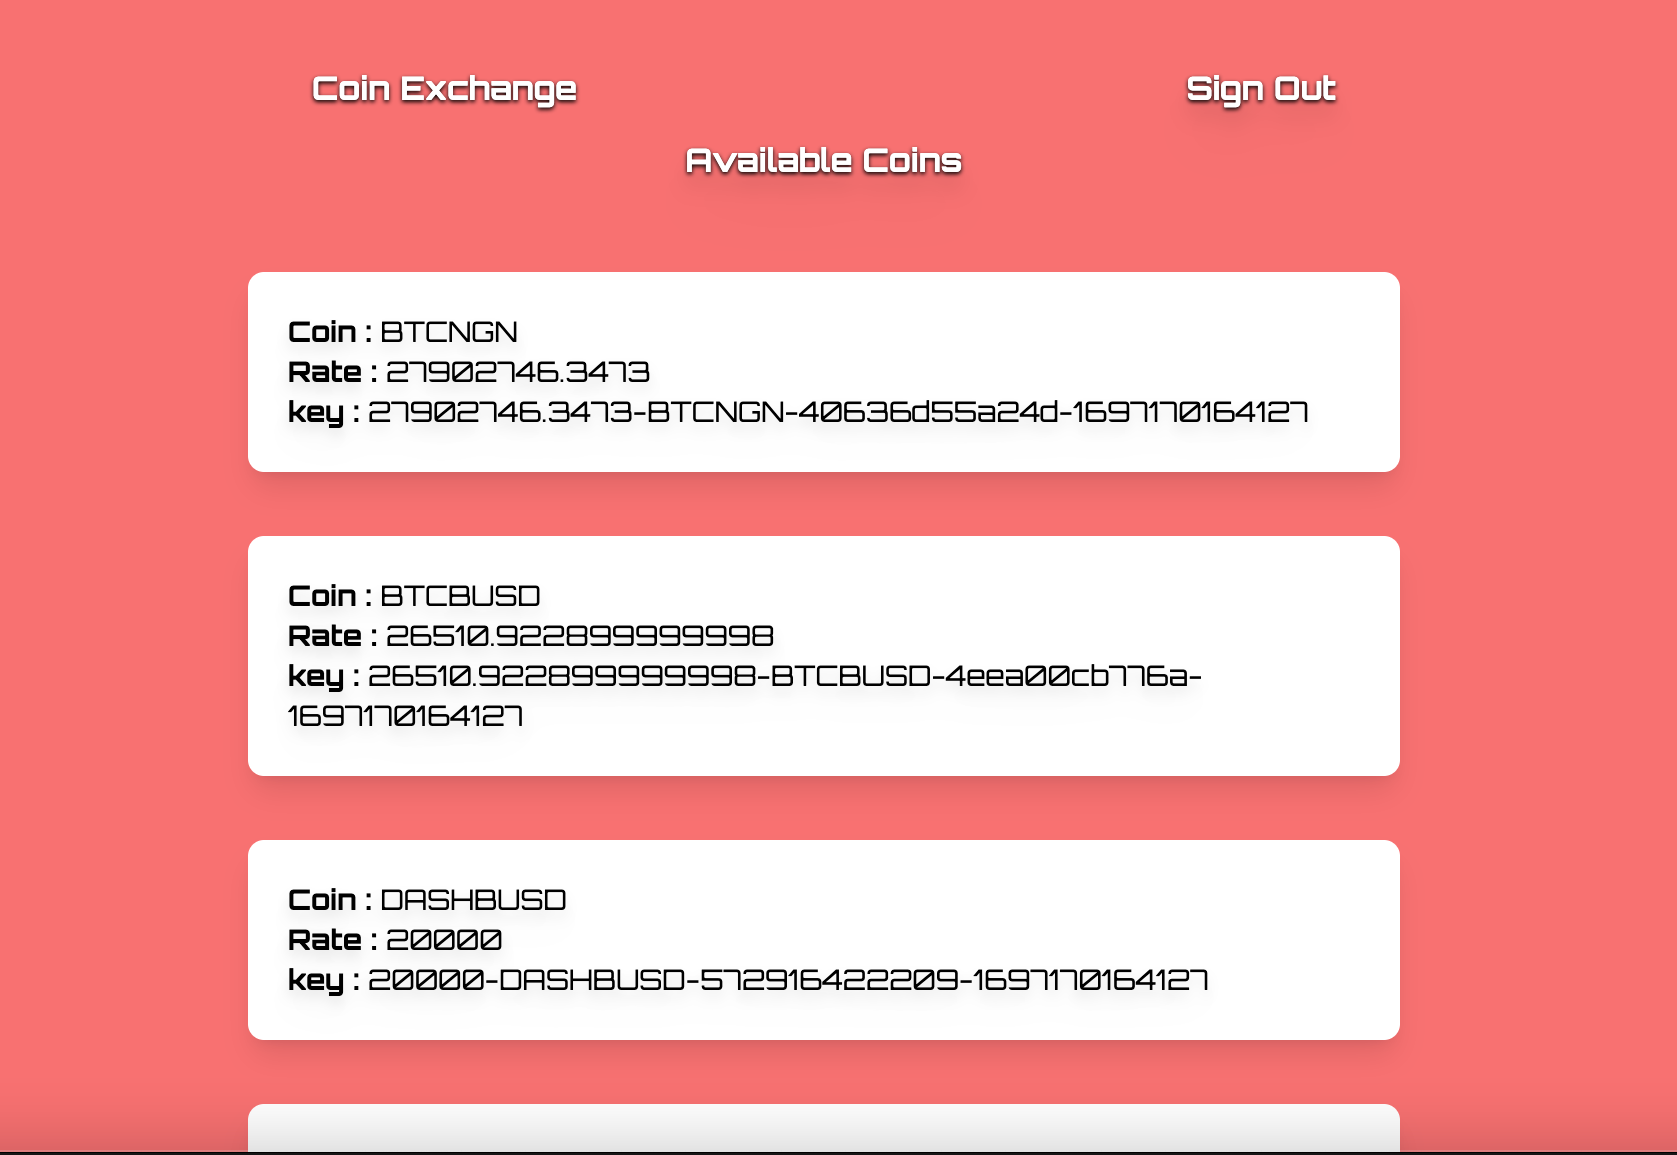 Coin Exchange
Sign Out
Available Coins
Coin : BTCNGN
Rate : 27902746.3473
key : 27902746.3473-BTCNGN-40636d55a24d-1697170164127
Coin : BTCBUSD
Rate : 26510.922899999998
key : 26510.922899999998-BTCBUSD-4eea00cb776a-
1697170164127
Coin : DASHBUSD
Rate : 20000
key : 20000-DASHBUSD-572916422209-1697170164127